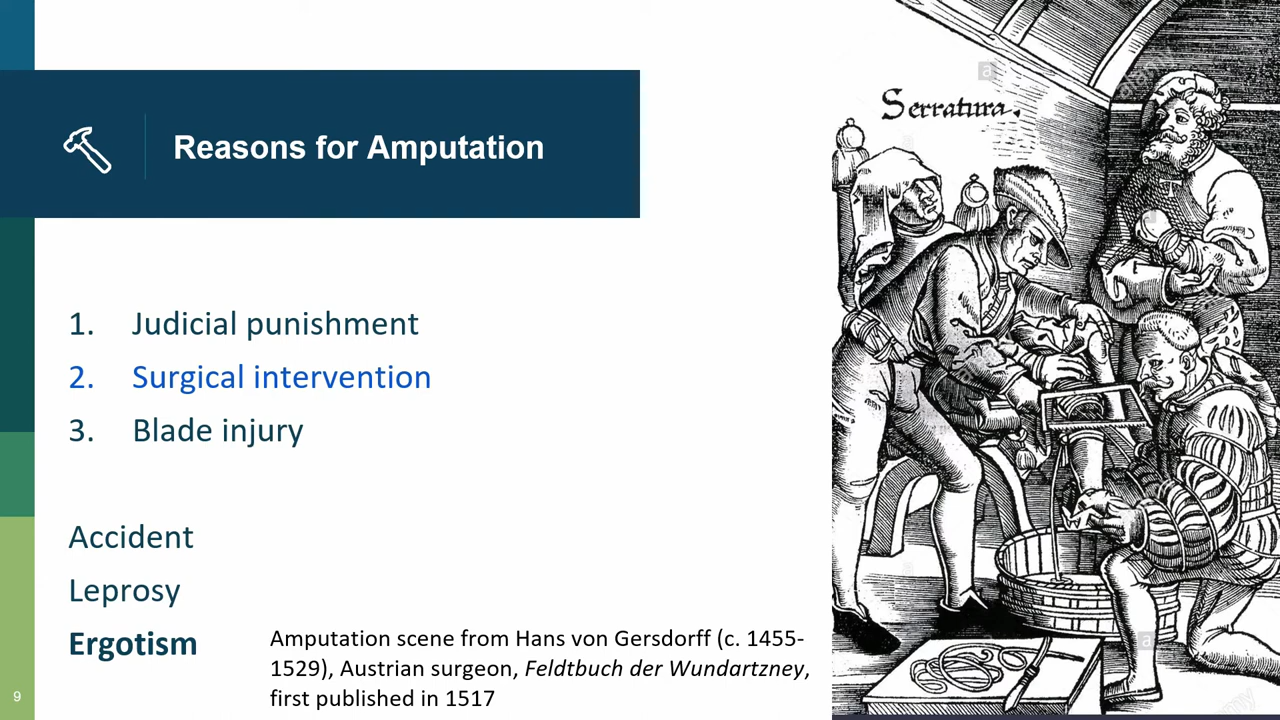 Reasons for Amputation
1. Judicial punishment
2. Surgical intervention
3. Blade injury
Accident
Leprosy
Ergotism
Amputation scene from Hans von Gersdorff (c. 1455-
1529), Austrian surgeon, Feldtbuch der Wundartzney,
first published in 1517
9
Serratura.
a
alamy
a